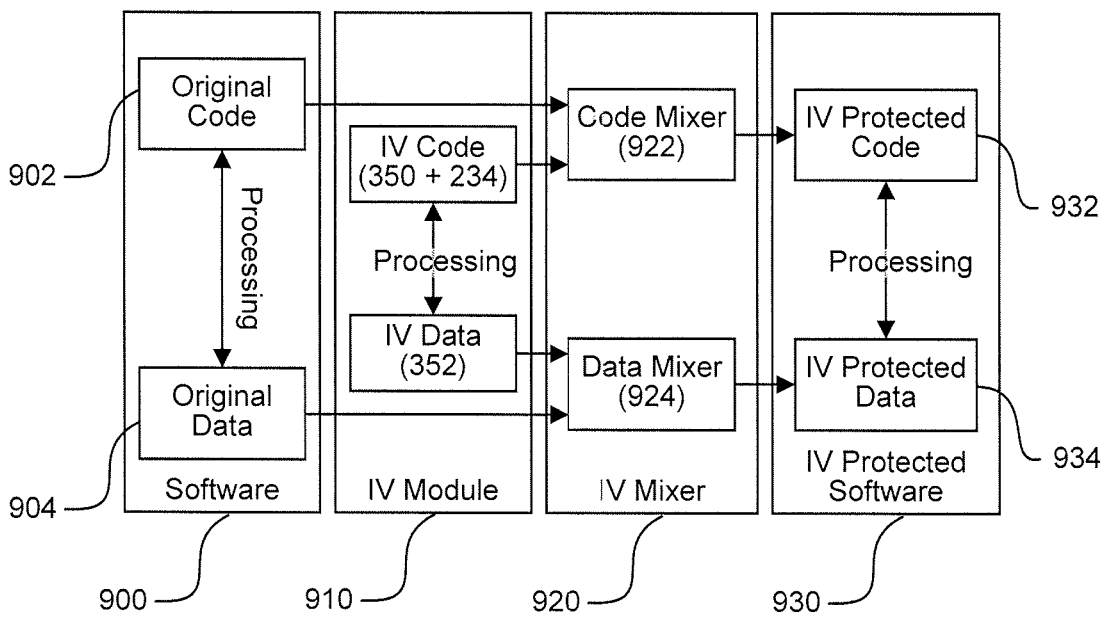 Original
Code
902
Processing
Original
Data
904
Software
900
IV Code
(350 + 234)
Processing
IV Data
(352)
IV Module
910
Code Mixer
(922)
Data Mixer
(924)
IV Mixer
920
IV Protected
Code
932
Processing
IV Protected
Data
934
IV Protected
Software
930